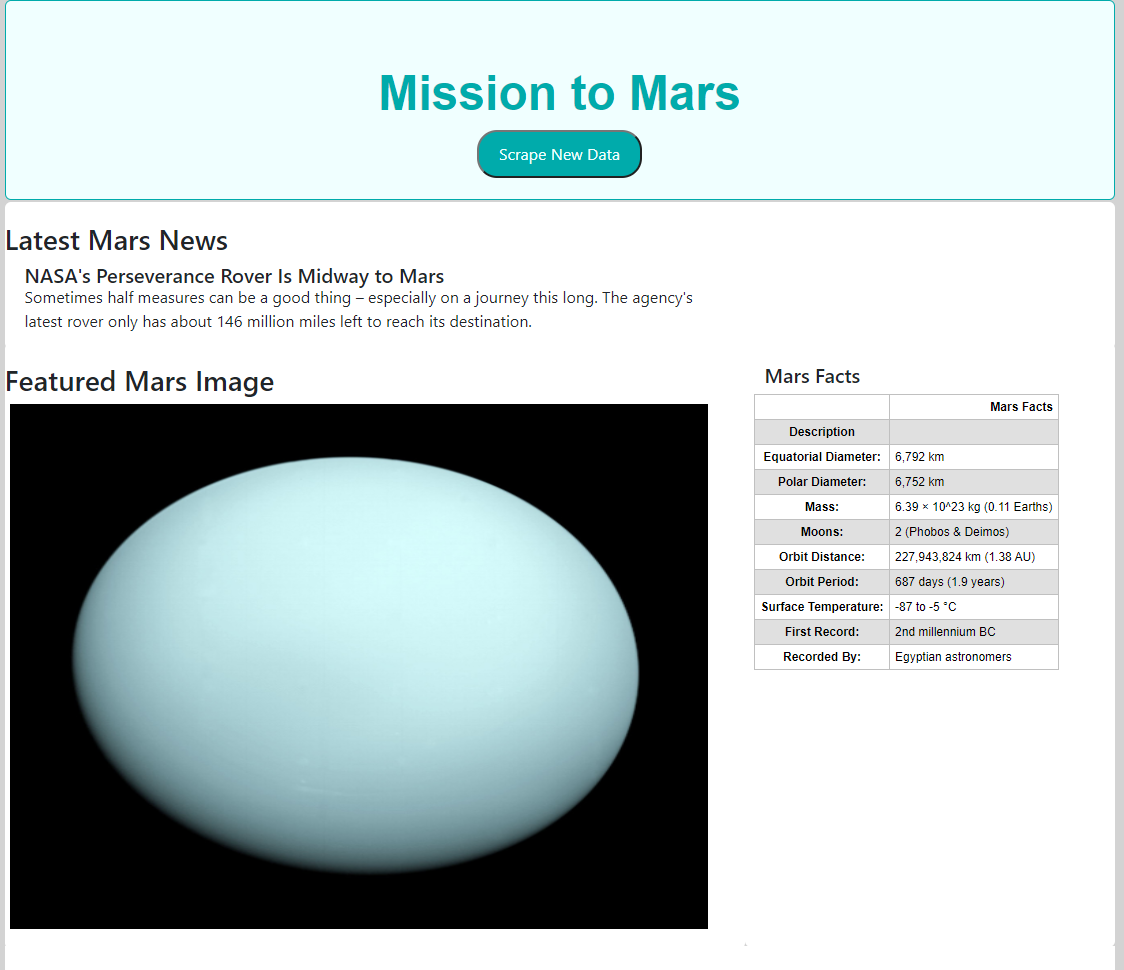 Mission to Mars
Scrape New Data
Latest Mars News
NASA's Perseverance Rover Is Midway to Mars
Sometimes half measures can be a good thing – especially on a journey this long. The agency's
latest rover only has about 146 million miles left to reach its destination.
Featured Mars Image
Mars Facts
Mars Facts
Description
Equatorial Diameter: 6,792 km
Polar Diameter: 6,752 km
Mass: 6.39 × 10^23 kg (0.11 Earths)
Moons: 2 (Phobos & Deimos)
Orbit Distance: 227,943,824 km (1.38 AU)
Orbit Period: 687 days (1.9 years)
Surface Temperature: -87 to -5 °C
First Record: 2nd millennium BC
Recorded By: Egyptian astronomers